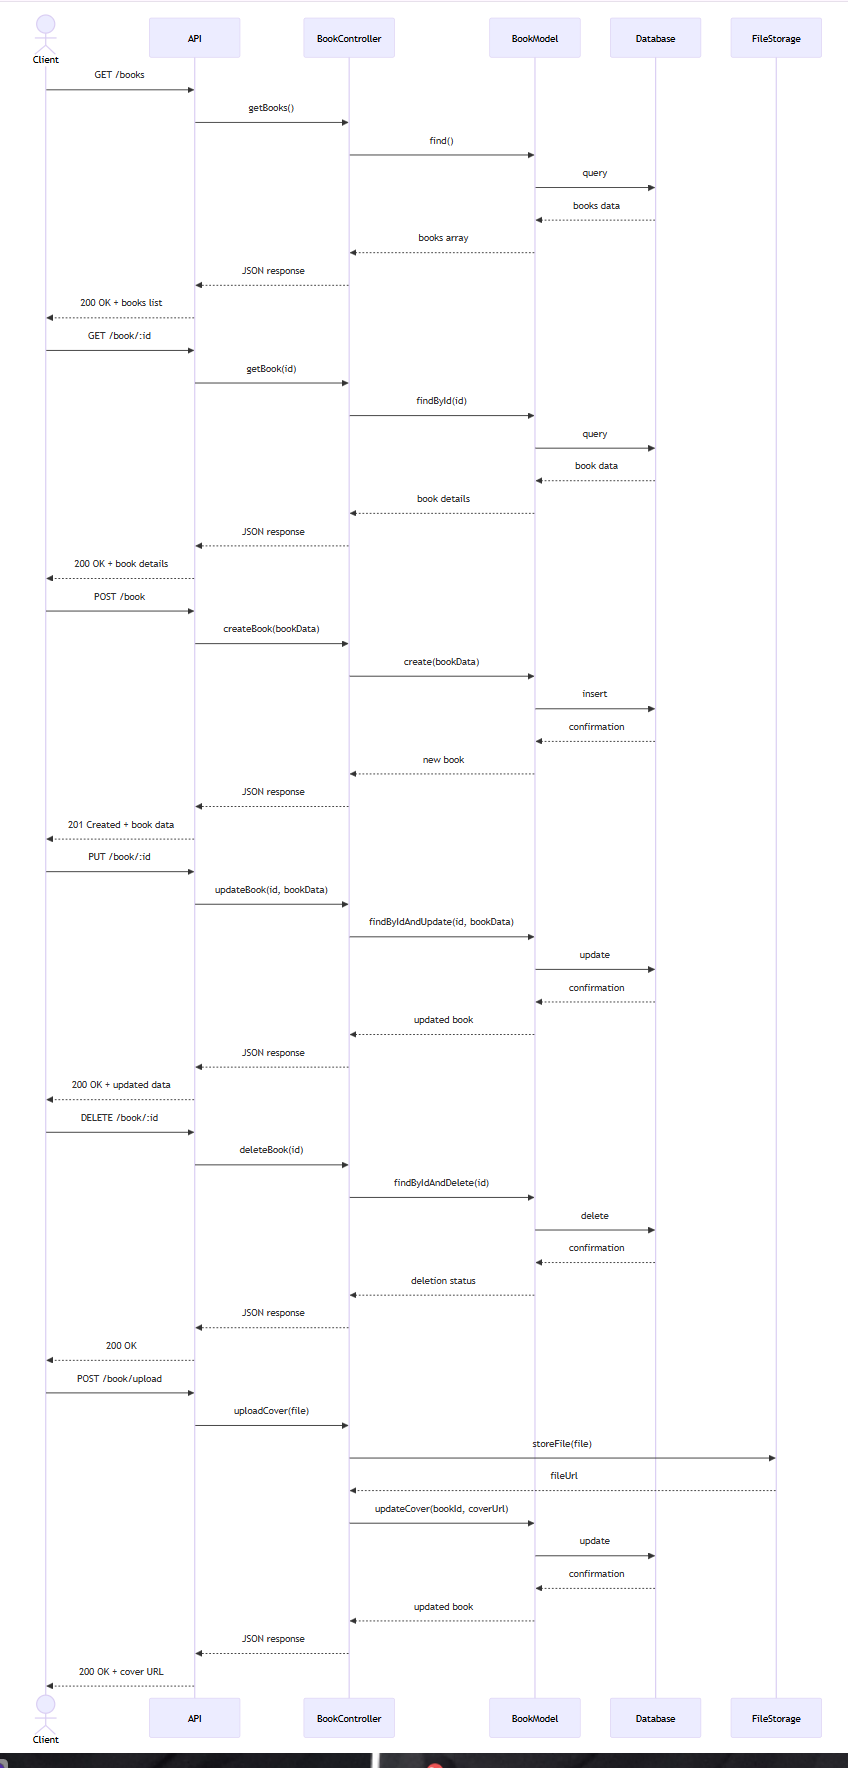 Client
API
BookController
BookModel
Database
FileStorage
GET /books
getBooks()
find()
query
books data
books array
JSON response
200 OK + books list
GET /book/:id
getBook(id)
findById(id)
query
book data
book details
JSON response
200 OK + book details
POST /book
createBook(bookData)
create(bookData)
insert
confirmation
new book
JSON response
201 Created + book data
PUT /book/:id
updateBook(id, bookData)
findByIdAndUpdate(id, bookData)
update
confirmation
updated book
JSON response
200 OK + updated data
DELETE /book/:id
deleteBook(id)
findByIdAndDelete(id)
delete
confirmation
deletion status
JSON response
200 OK
POST /book/upload
uploadCover(file)
storeFile(file)
fileUrl
updateCover(bookId, coverUrl)
update
confirmation
updated book
JSON response
200 OK + cover URL
Client
API
BookController
BookModel
Database
FileStorage